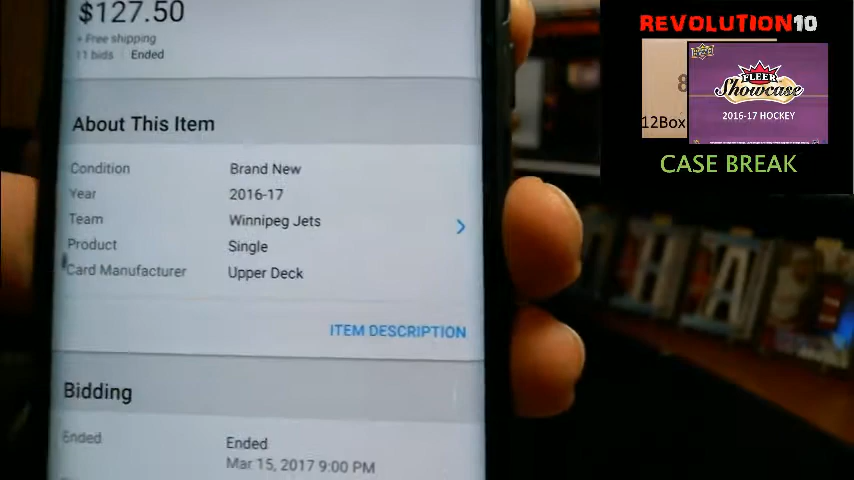 $127.50
+ Free shipping
11 bids Ended
About This Item
Condition Brand New
Year 2016-17
Team Winnipeg Jets
Product Single
Card Manufacturer Upper Deck
ITEM DESCRIPTION
Bidding
Ended Ended
Mar 15, 2017 9:00 PM
REVOLUTION10
8
12Box
FLEER
Showcase
2016-17 HOCKEY
CASE BREAK
HA